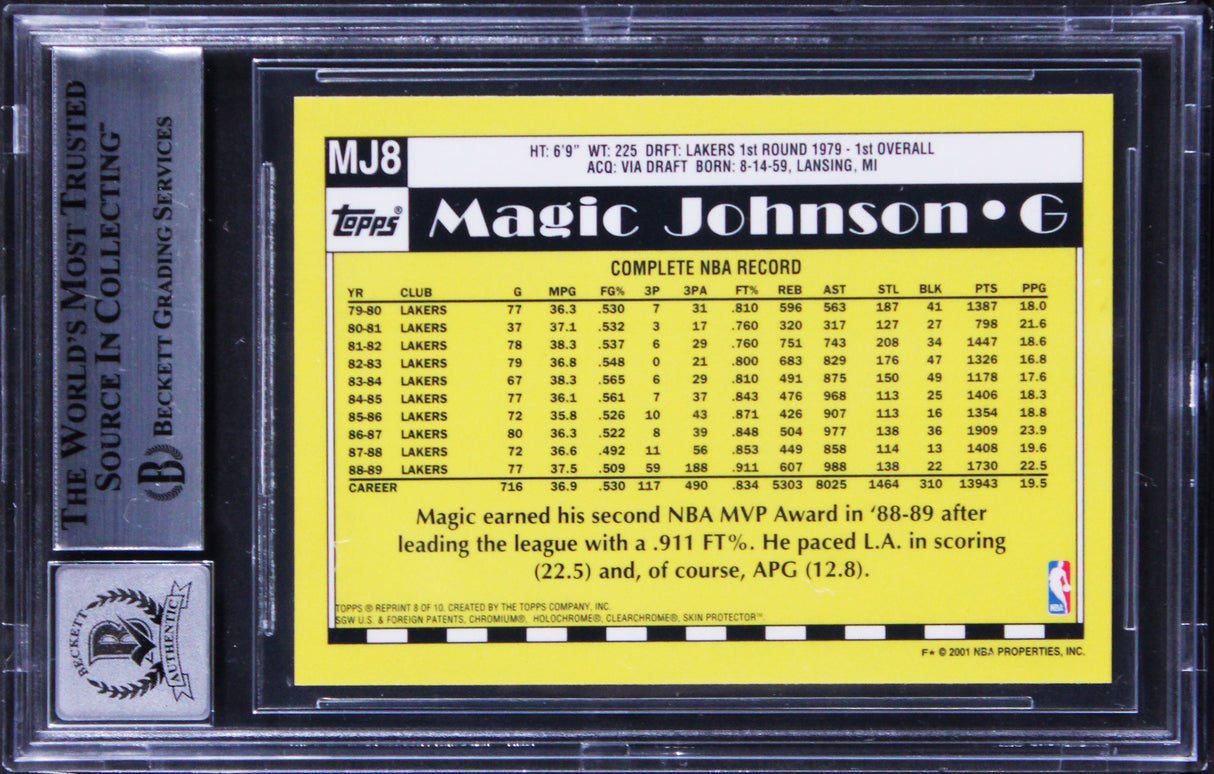 THE WORLD'S MOST TRUSTED
SOURCE IN COLLECTING™
B BECKETT GRADING SERVICES
BECKETT
B
AUTHENTIC
MJ8
HT: 6'9" WT: 225 DRFT: LAKERS 1st ROUND 1979 - 1st OVERALL
ACQ: VIA DRAFT BORN: 8-14-59, LANSING, MI
Topps® Magic Johnson • G
COMPLETE NBA RECORD
YR CLUB G MPG FG% 3P 3PA FT% REB AST STL BLK PTS PPG
79-80 LAKERS 77 36.3 .530 7 31 .810 596 563 187 41 1387 18.0
80-81 LAKERS 37 37.1 .532 3 17 .760 320 317 127 27 798 21.6
81-82 LAKERS 78 38.3 .537 6 29 .760 751 743 208 34 1447 18.6
82-83 LAKERS 79 36.8 .548 0 21 .800 683 829 176 47 1326 16.8
83-84 LAKERS 67 38.3 .565 6 29 .810 491 875 150 49 1178 17.6
84-85 LAKERS 77 36.1 .561 7 37 .843 476 968 113 25 1406 18.3
85-86 LAKERS 72 35.8 .526 10 43 .871 426 907 113 16 1354 18.8
86-87 LAKERS 80 36.3 .522 8 39 .848 504 977 138 36 1909 23.9
87-88 LAKERS 72 36.6 .492 11 56 .853 449 858 114 13 1408 19.6
88-89 LAKERS 77 37.5 .509 59 188 .911 607 988 138 22 1730 22.5
CAREER 716 36.9 .530 117 490 .834 5303 8025 1464 310 13943 19.5
Magic earned his second NBA MVP Award in '88-89 after
leading the league with a .911 FT%. He paced L.A. in scoring
(22.5) and, of course, APG (12.8).
NBA
TOPPS ® REPRINT 8 OF 10. CREATED BY THE TOPPS COMPANY, INC.
SGW U.S. & FOREIGN PATENTS, CHROMIUM®, HOLOCHROME®, CLEARCHROME®, SKIN PROTECTOR™
F★ © 2001 NBA PROPERTIES, INC.